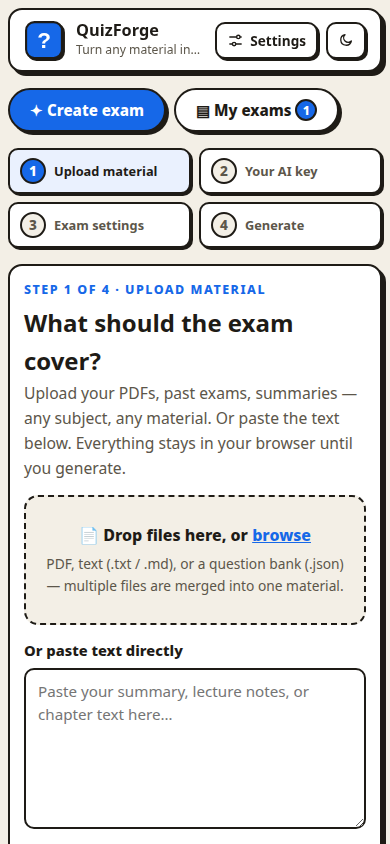 ?
QuizForge
Turn any material in...
Settings
✦ Create exam
▤ My exams 1
1 Upload material
2 Your AI key
3 Exam settings
4 Generate
STEP 1 OF 4 · UPLOAD MATERIAL
What should the exam
cover?
Upload your PDFs, past exams, summaries —
any subject, any material. Or paste the text
below. Everything stays in your browser until
you generate.
📄 Drop files here, or browse
PDF, text (.txt / .md), or a question bank (.json)
— multiple files are merged into one material.
Or paste text directly
Paste your summary, lecture notes, or
chapter text here...